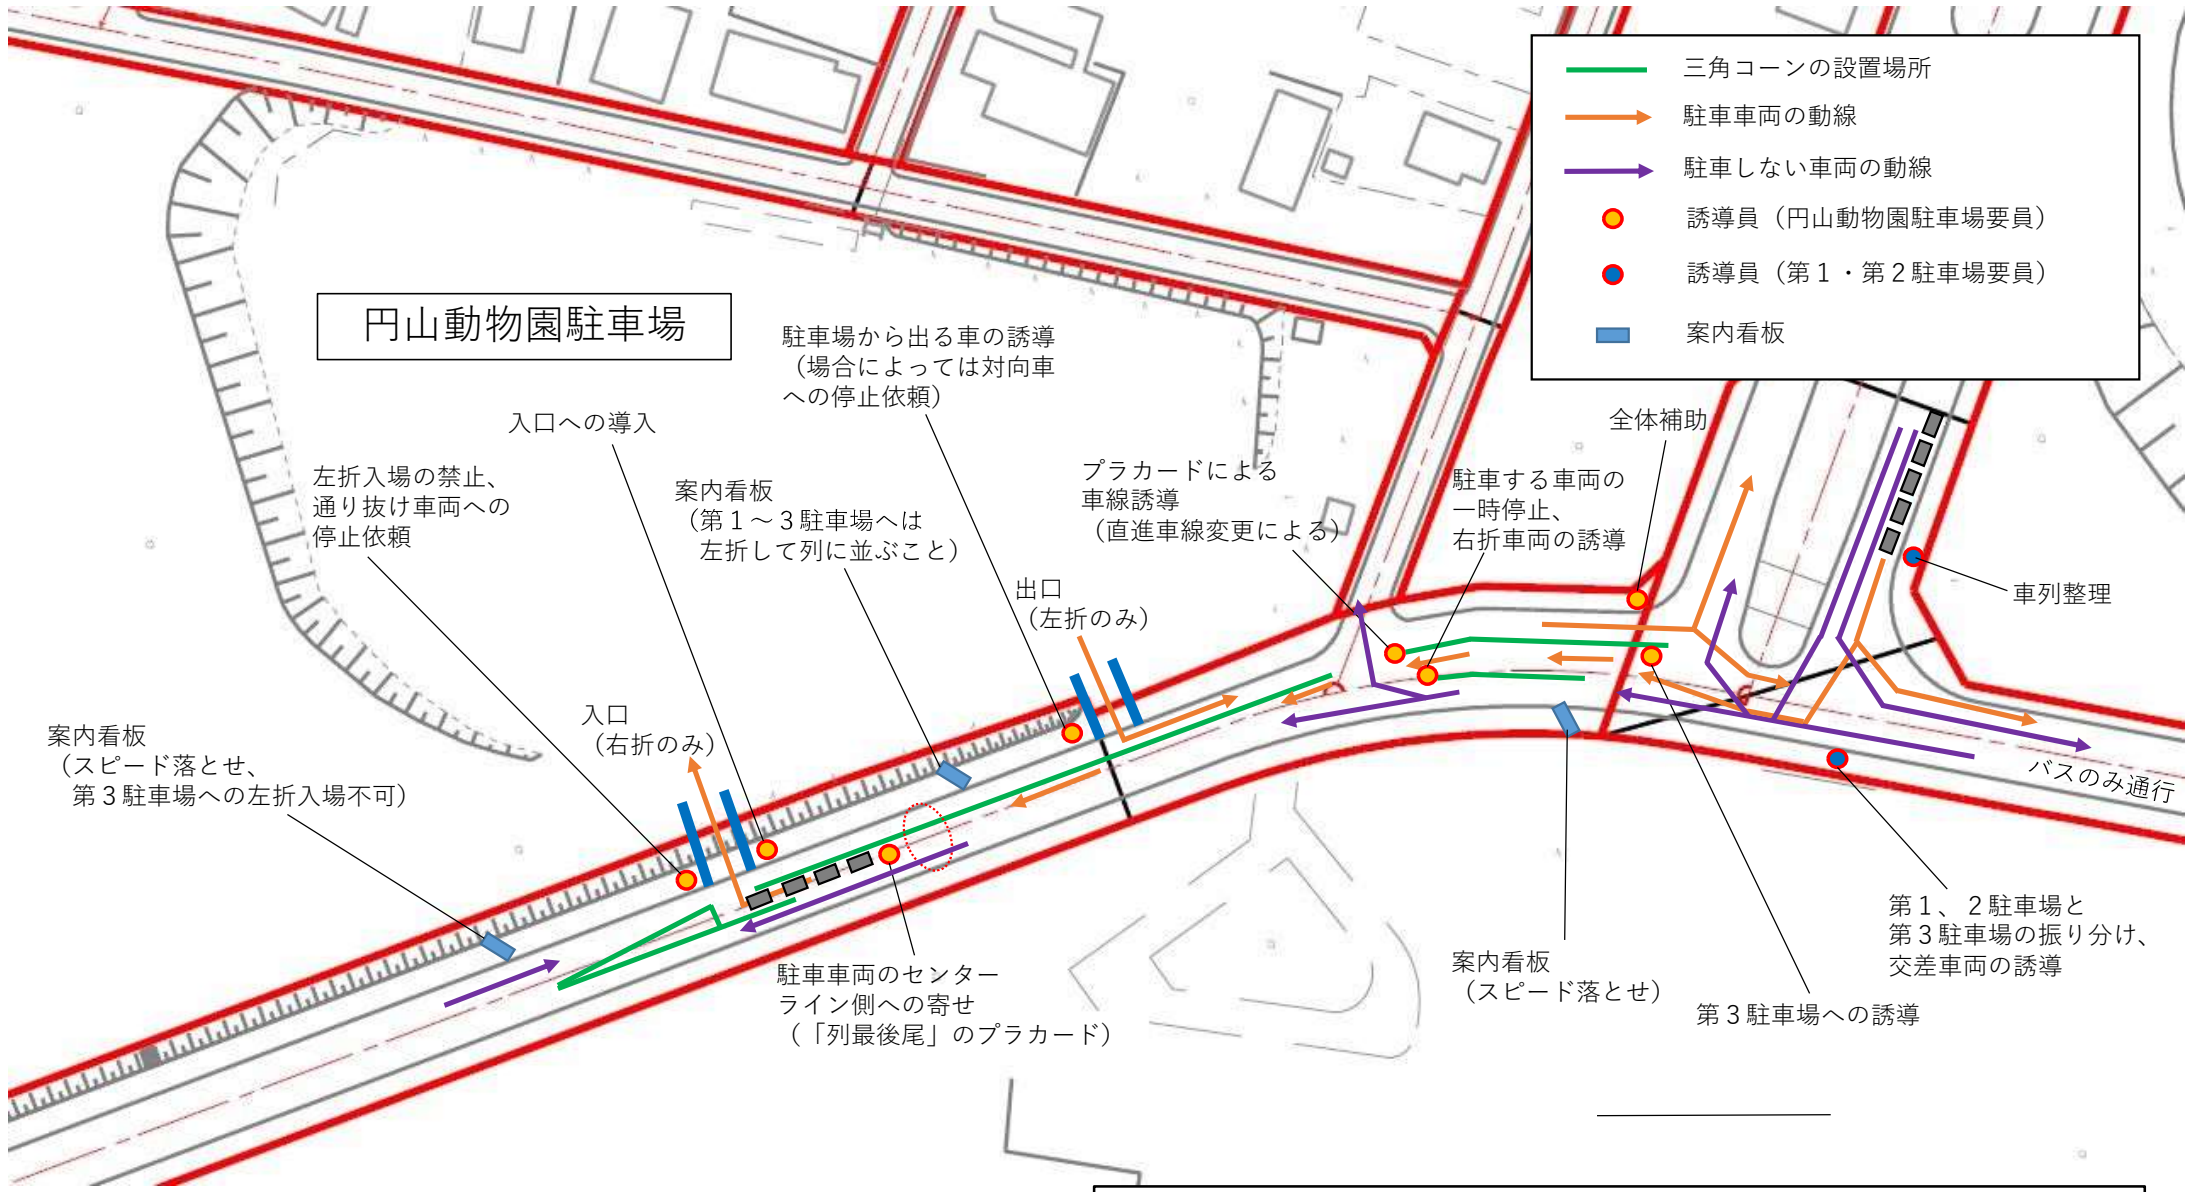 三角コーンの設置場所
駐車車両の動線
駐車しない車両の動線
誘導員（円山動物園駐車場要員）
誘導員（第１・第２駐車場要員）
案内看板
円山動物園駐車場
駐車場から出る車の誘導
（場合によっては対向車
への停止依頼）
入口への導入
左折入場の禁止、
通り抜け車両への
停止依頼
案内看板
（第１～３駐車場へは
左折して列に並ぶこと）
プラカードによる
車線誘導
（直進車線変更による）
全体補助
駐車する車両の
一時停止、
右折車両の誘導
出口
（左折のみ）
車列整理
入口
（右折のみ）
案内看板
（スピード落とせ、
第３駐車場への左折入場不可）
バスのみ通行
駐車車両のセンター
ライン側への寄せ
（「列最後尾」のプラカード）
案内看板
（スピード落とせ）
第３駐車場への誘導
第１、２駐車場と
第３駐車場の振り分け、
交差車両の誘導